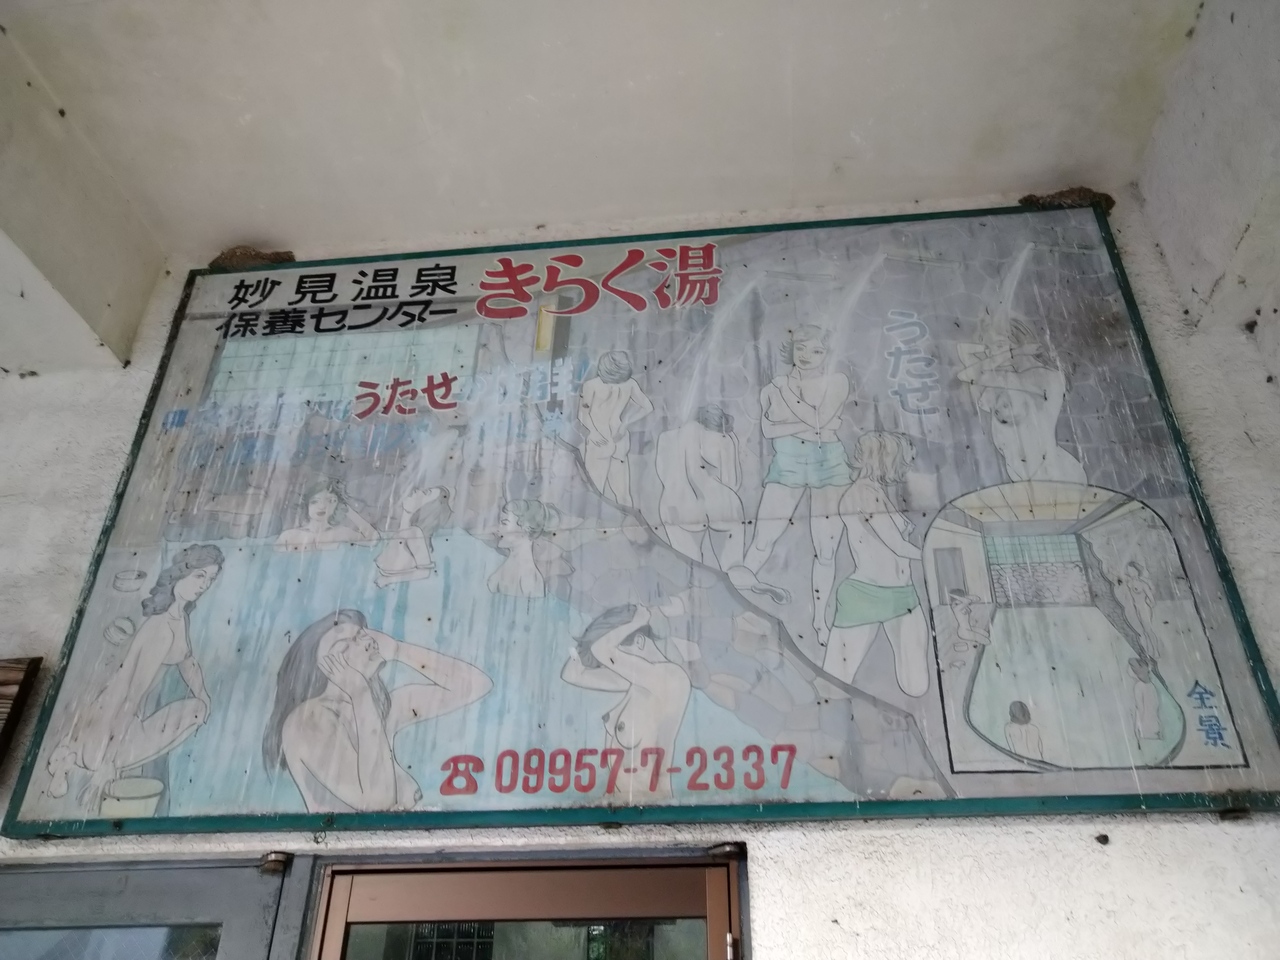 妙見温泉
保養センター
きらく湯
うたせ
うたせ
全景
☎09957-7-2337